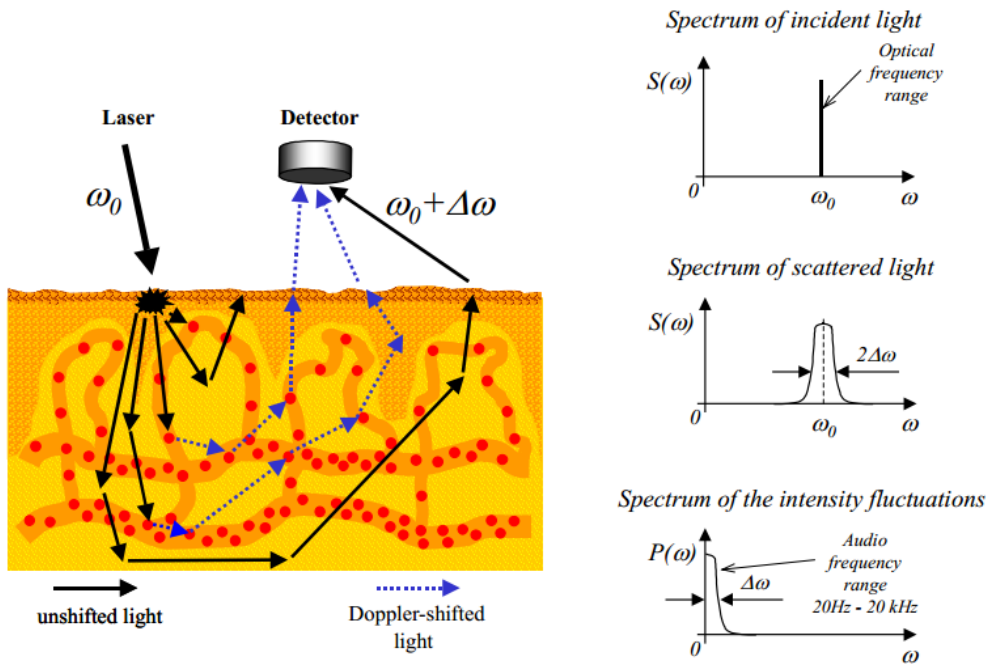 Laser
Detector
ω0
ω0+Δω
unshifted light
Doppler-shifted
light
Spectrum of incident light
S(ω)
Optical
frequency
range
0
ω0
ω
Spectrum of scattered light
S(ω)
2Δω
0
ω0
ω
Spectrum of the intensity fluctuations
P(ω)
Audio
frequency
range
20Hz - 20 kHz
Δω
0
ω